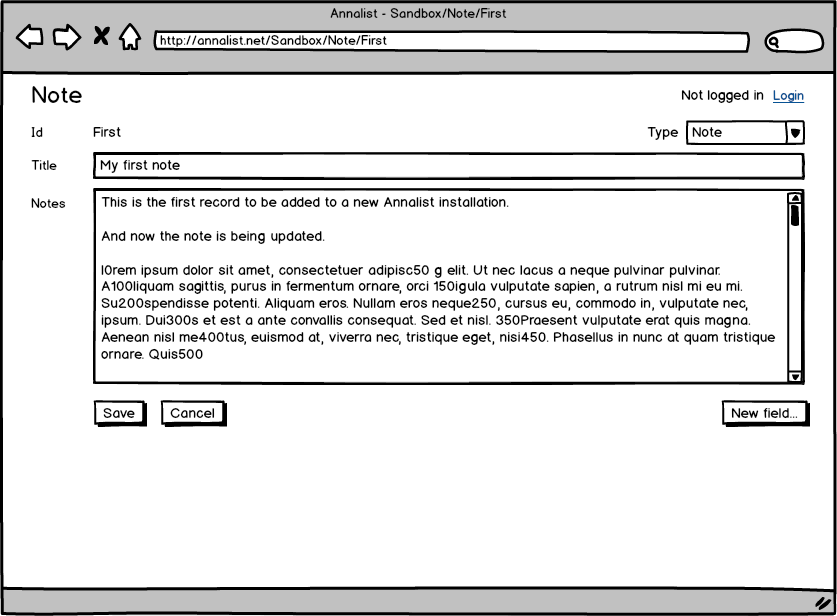 Annalist - Sandbox/Note/First
http://annalist.net/Sandbox/Note/First
Note
Not logged in Login
Id First Type Note
Title My first note
Notes This is the first record to be added to a new Annalist installation.
And now the note is being updated.
l0rem ipsum dolor sit amet, consectetuer adipisc50 g elit. Ut nec lacus a neque pulvinar pulvinar.
A100liquam sagittis, purus in fermentum ornare, orci 150igula vulputate sapien, a rutrum nisl mi eu mi.
Su200spendisse potenti. Aliquam eros. Nullam eros neque250, cursus eu, commodo in, vulputate nec,
ipsum. Dui300s et est a ante convallis consequat. Sed et nisl. 350Praesent vulputate erat quis magna.
Aenean nisl me400tus, euismod at, viverra nec, tristique eget, nisi450. Phasellus in nunc at quam tristique
ornare. Quis500
Save Cancel New field...